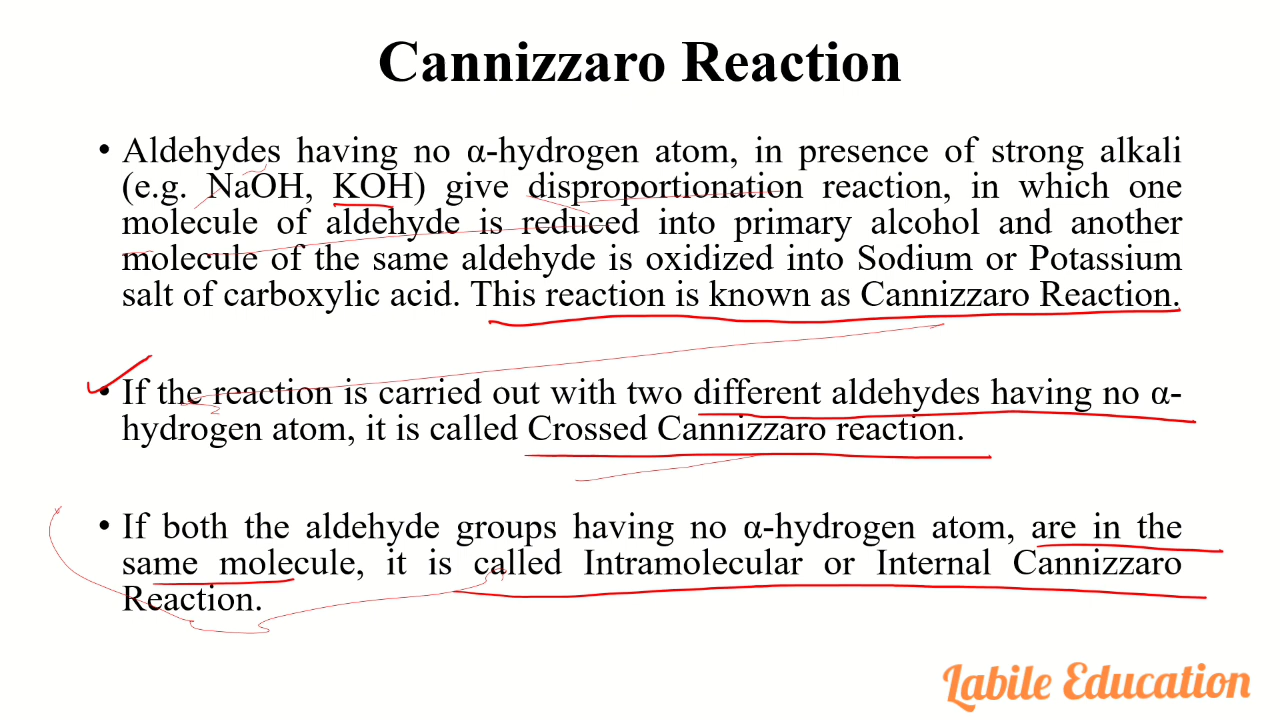 Cannizzaro Reaction
• Aldehydes having no α-hydrogen atom, in presence of strong alkali
(e.g. NaOH, KOH) give disproportionation reaction, in which one
molecule of aldehyde is reduced into primary alcohol and another
molecule of the same aldehyde is oxidized into Sodium or Potassium
salt of carboxylic acid. This reaction is known as Cannizzaro Reaction.
• If the reaction is carried out with two different aldehydes having no α-
hydrogen atom, it is called Crossed Cannizzaro reaction.
• If both the aldehyde groups having no α-hydrogen atom, are in the
same molecule, it is called Intramolecular or Internal Cannizzaro
Reaction.
Labile Education